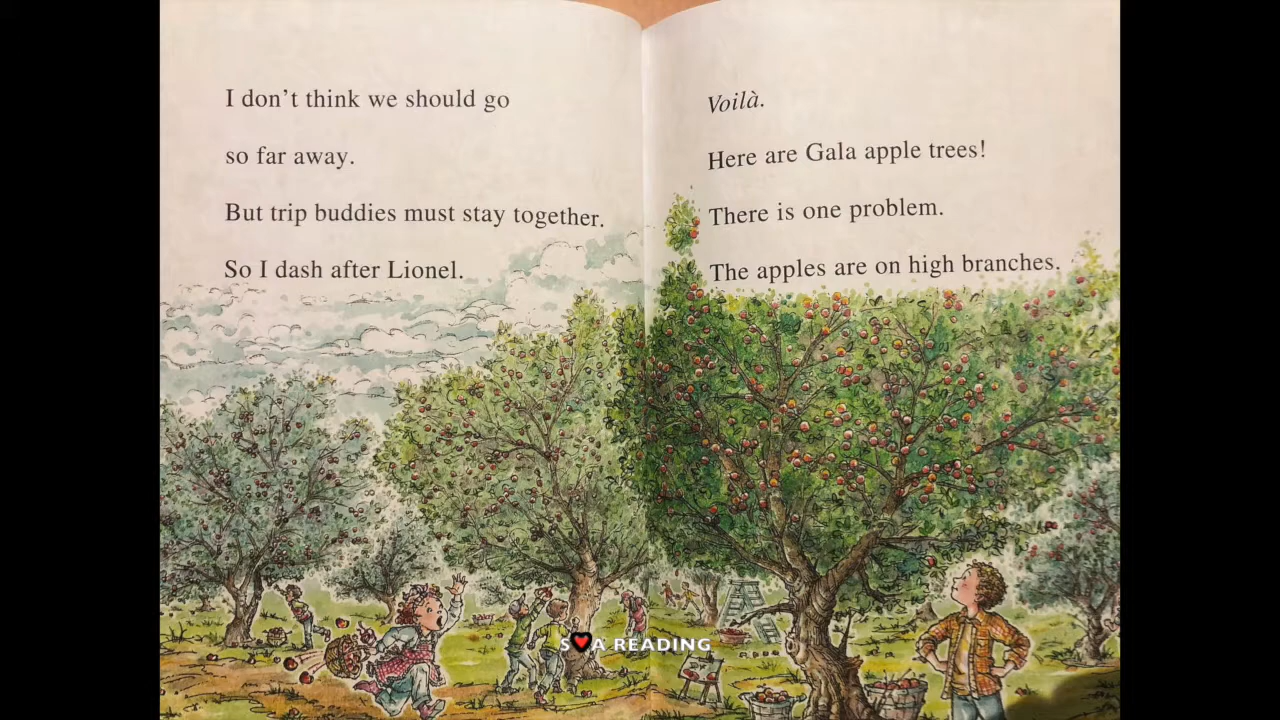 I don't think we should go
so far away.
But trip buddies must stay together.
So I dash after Lionel.
Voilà.
Here are Gala apple trees!
There is one problem.
The apples are on high branches.
S❤A READING